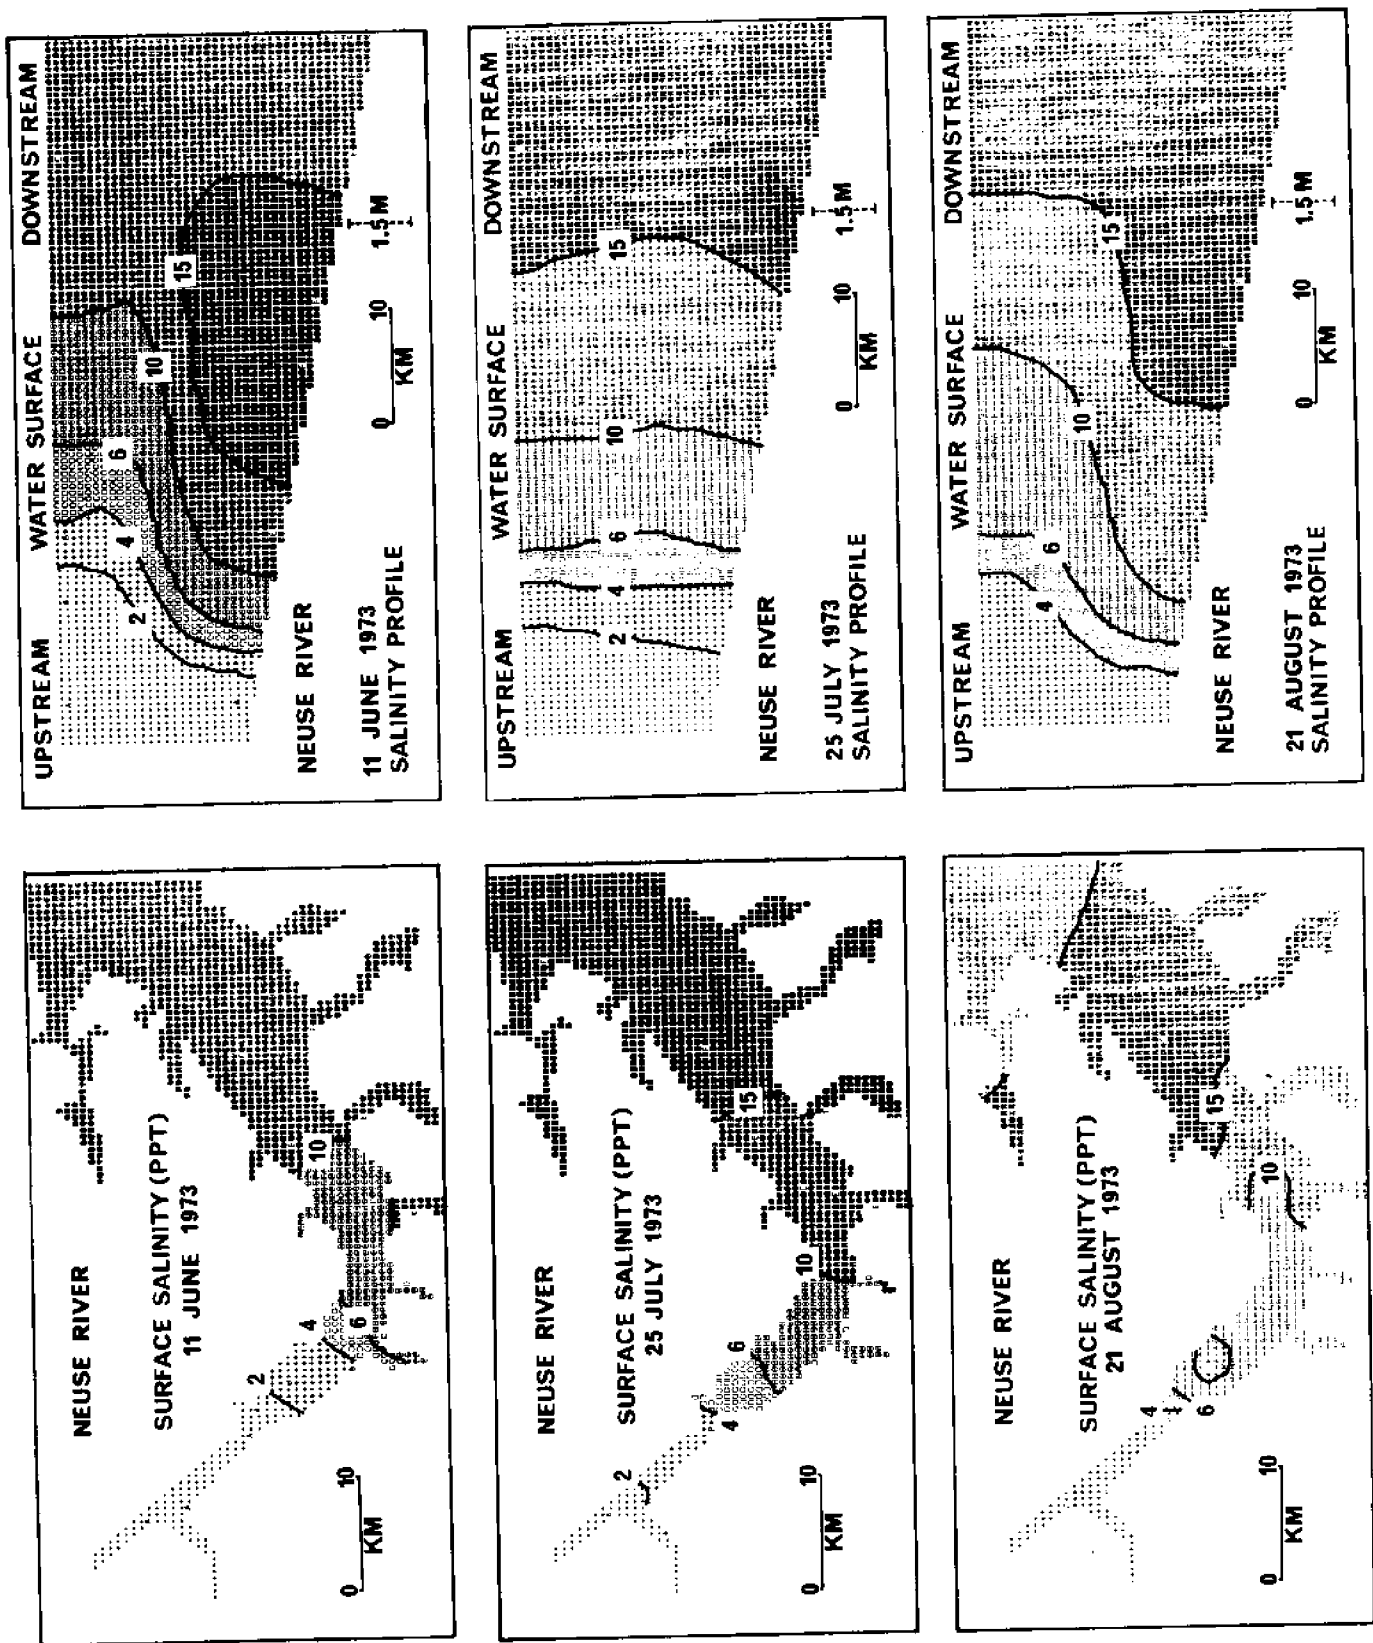 NEUSE RIVER
SURFACE SALINITY (PPT)
11 JUNE 1973
2
4
6
10
0 10
KM
UPSTREAM WATER SURFACE DOWNSTREAM
2
4
6
10
15
NEUSE RIVER
11 JUNE 1973
SALINITY PROFILE
0 10
KM
1.5 M
NEUSE RIVER
SURFACE SALINITY (PPT)
25 JULY 1973
2
4
6
10
15
0 10
KM
UPSTREAM WATER SURFACE DOWNSTREAM
2
4
6
10
15
NEUSE RIVER
25 JULY 1973
SALINITY PROFILE
0 10
KM
1.5 M
NEUSE RIVER
SURFACE SALINITY (PPT)
21 AUGUST 1973
4
6
10
15
0 10
KM
UPSTREAM WATER SURFACE DOWNSTREAM
4
6
10
15
NEUSE RIVER
21 AUGUST 1973
SALINITY PROFILE
0 10
KM
1.5 M